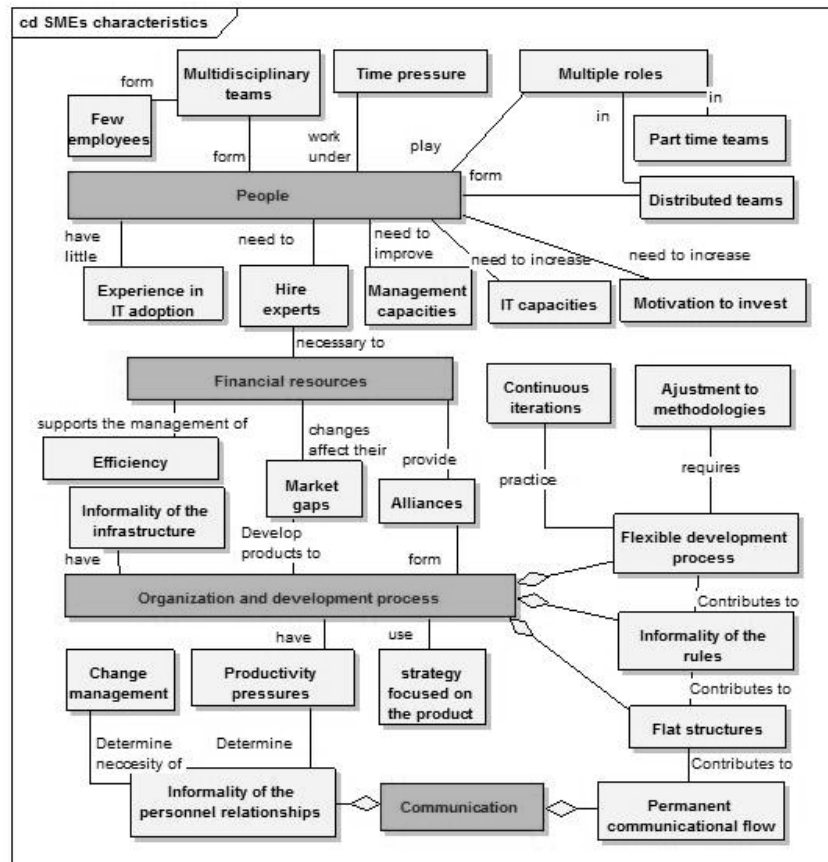 cd SMEs characteristics
form
Multidisciplinary
teams
Time pressure
Multiple roles
Few
employees
in
in
Part time teams
form
work
under
play
form
People
Distributed teams
have
little
need to
need to
improve
need to increase
need to increase
Experience in
IT adoption
Hire
experts
Management
capacities
IT capacities
Motivation to invest
necessary to
Financial resources
Continuous
iterations
Ajustment to
methodologies
supports the management of
changes
affect their
provide
Efficiency
Market
gaps
Alliances
practice
requires
Informality of the
infrastructure
Develop
products to
have
form
Flexible development
process
Organization and development process
Contributes to
Informality of the
rules
have
use
Change
management
Productivity
pressures
strategy
focused on
the product
Contributes to
Flat structures
Determine
neccesity of
Determine
Contributes to
Informality of the
personnel relationships
Communication
Permanent
communicational flow